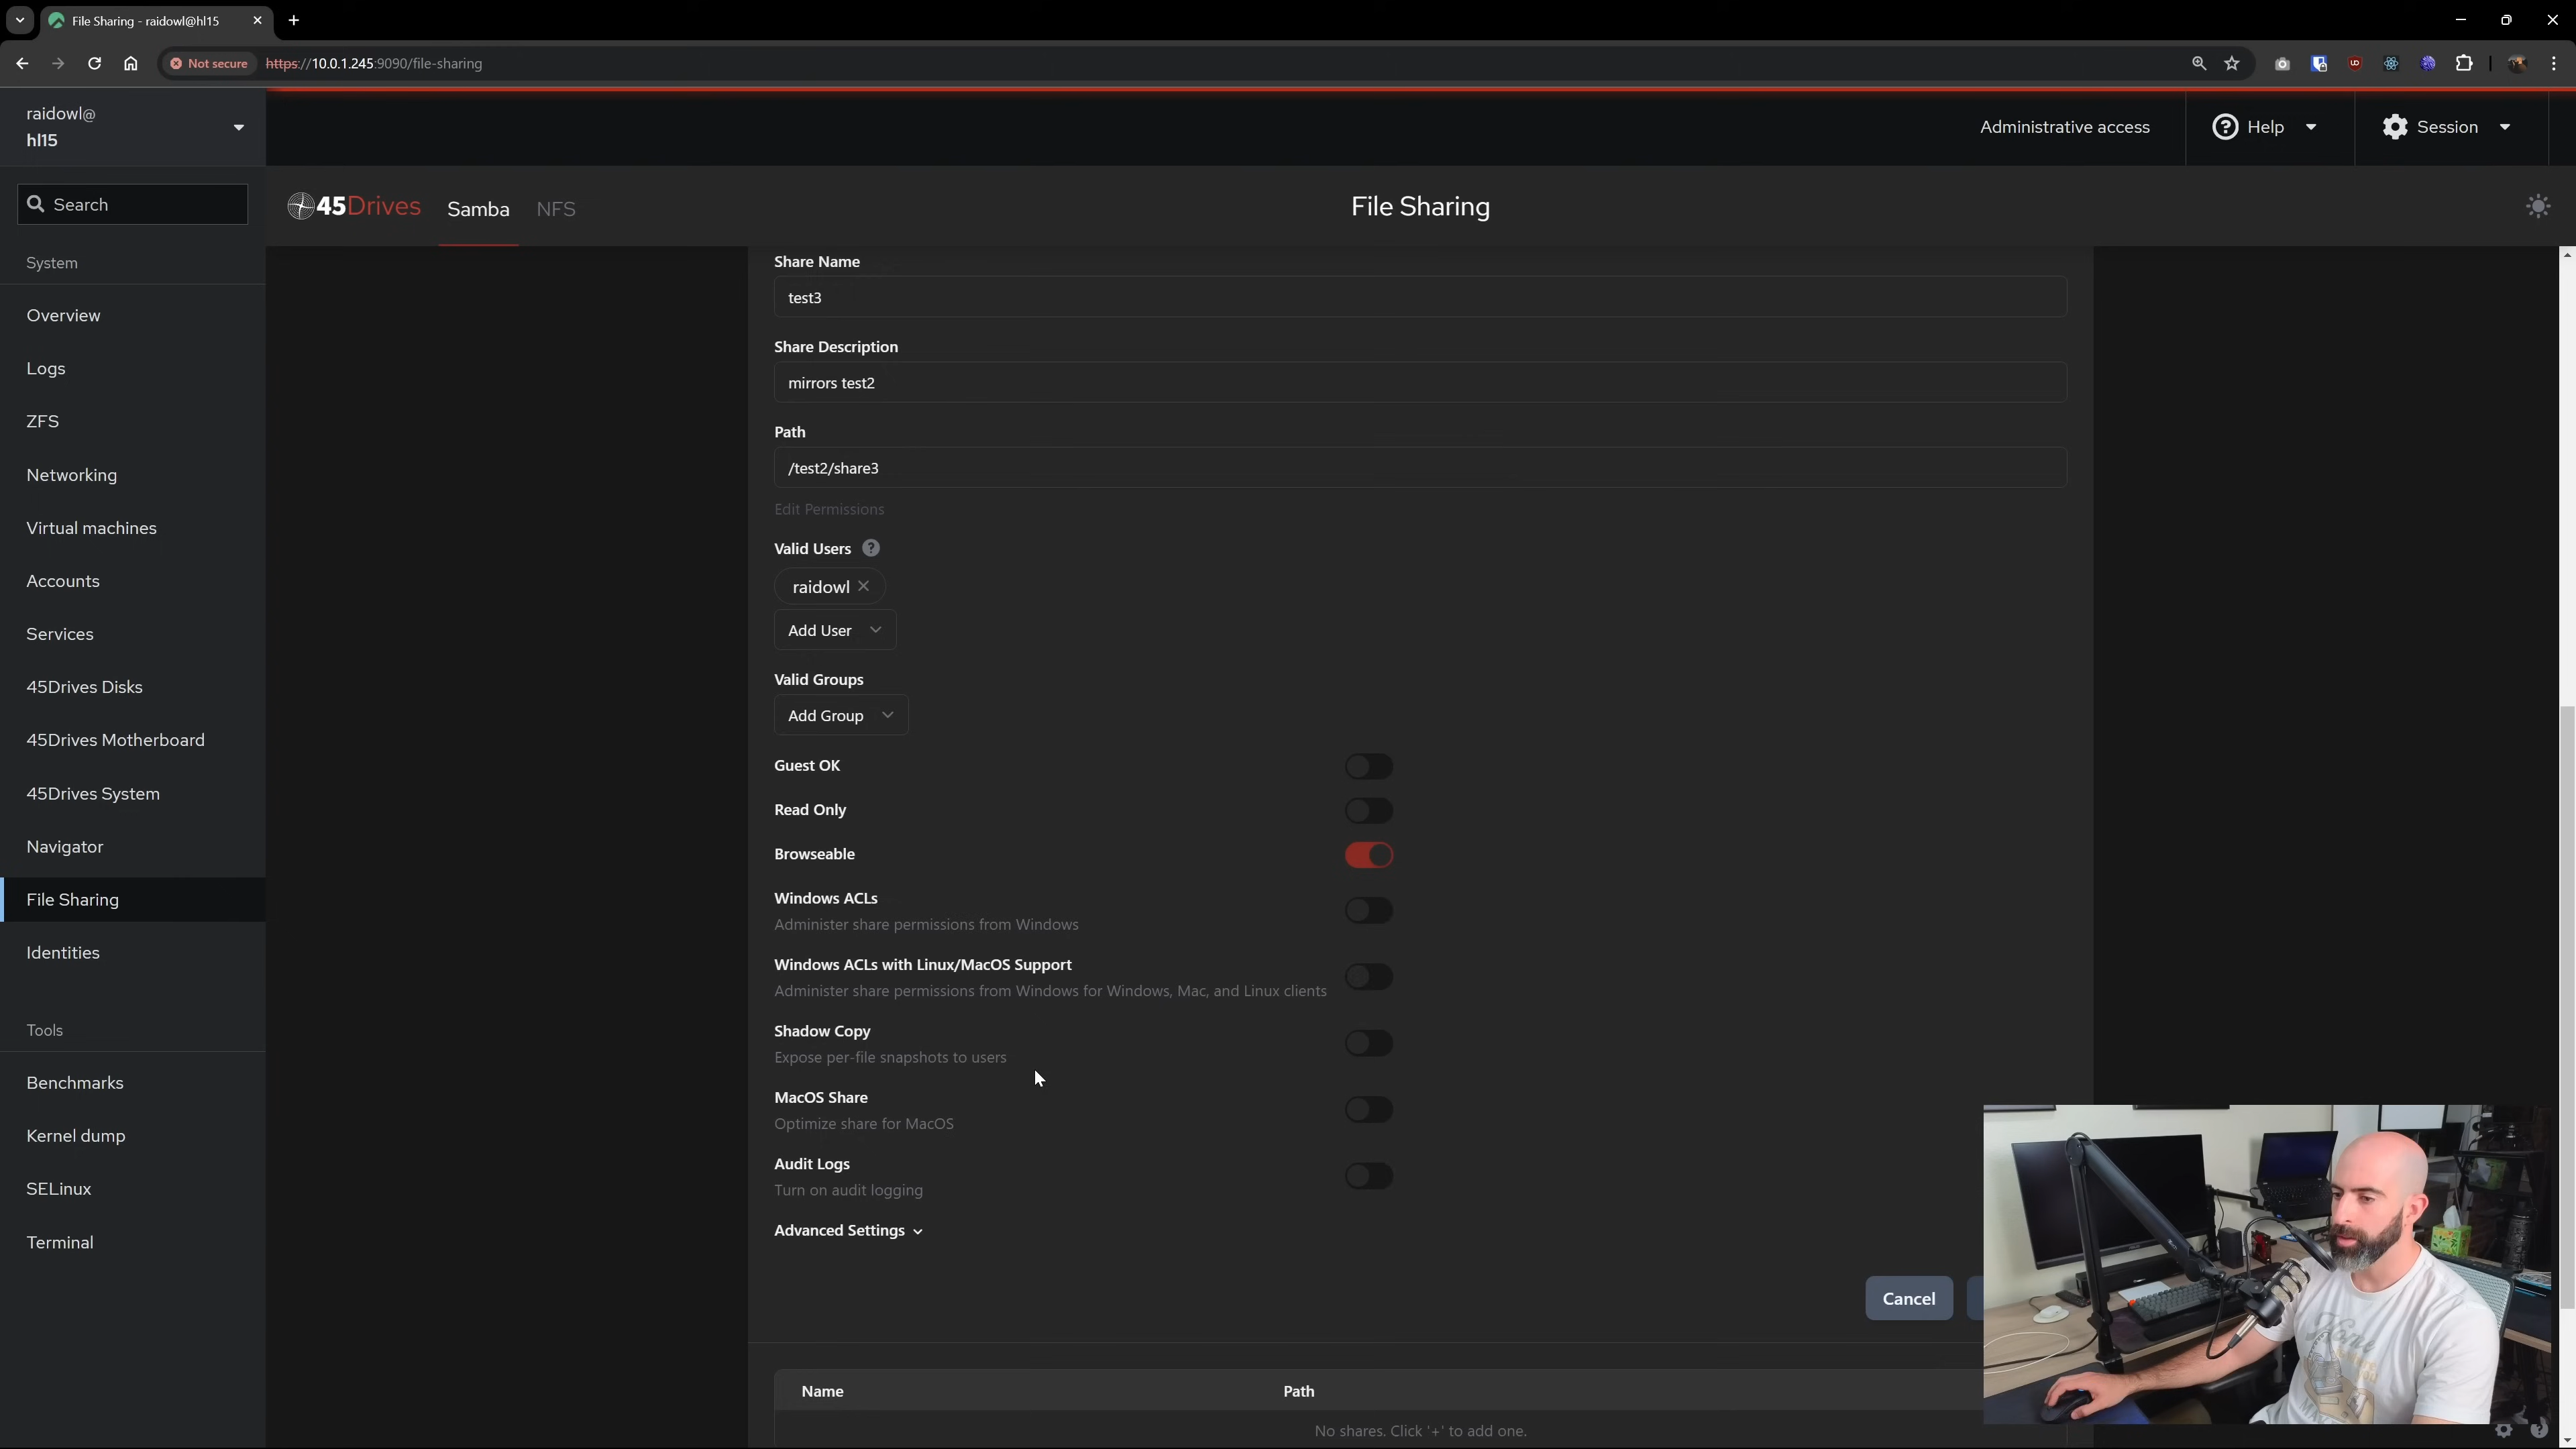 File Sharing - raidowl@hl15
Not secure https://10.0.1.245:9090/file-sharing
raidowl@
hl15
Administrative access
Help
Session
Search
45Drives
Samba
NFS
File Sharing
System
Overview
Logs
ZFS
Networking
Virtual machines
Accounts
Services
45Drives Disks
45Drives Motherboard
45Drives System
Navigator
File Sharing
Identities
Tools
Benchmarks
Kernel dump
SELinux
Terminal
Share Name
test3
Share Description
mirrors test2
Path
/test2/share3
Edit Permissions
Valid Users
raidowl
Add User
Valid Groups
Add Group
Guest OK
Read Only
Browseable
Windows ACLs
Administer share permissions from Windows
Windows ACLs with Linux/MacOS Support
Administer share permissions from Windows for Windows, Mac, and Linux clients
Shadow Copy
Expose per-file snapshots to users
MacOS Share
Optimize share for MacOS
Audit Logs
Turn on audit logging
Advanced Settings
Cancel
Name Path
No shares. Click '+' to add one.